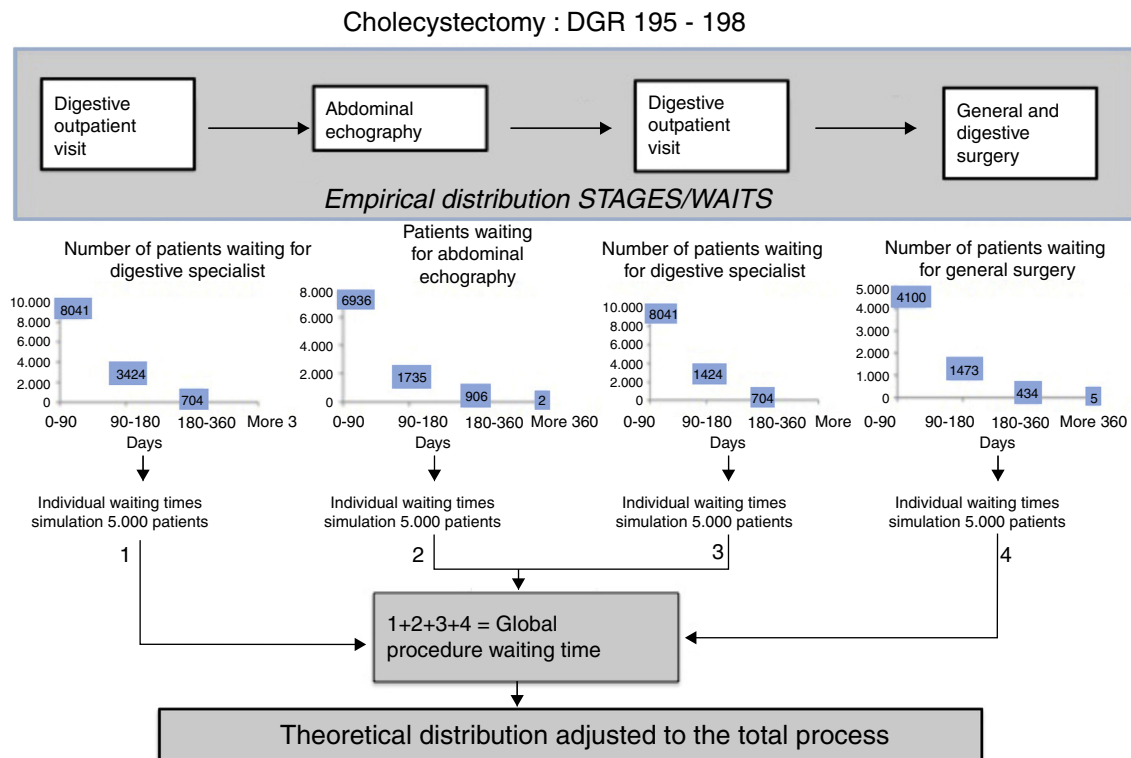 Cholecystectomy : DGR 195 - 198
Digestive
outpatient
visit
Abdominal
echography
Digestive
outpatient
visit
General and
digestive
surgery
Empirical distribution STAGES/WAITS
Number of patients waiting for
digestive specialist
10.000
8.000
6.000
4.000
2.000
0
8041
3424
704
0-90
90-180
180-360
More 3
Days
Patients waiting
for abdominal
echography
8.000
6.000
4.000
2.000
0
6936
1735
906
2
0-90
90-180
180-360
More 360
Days
Number of patients waiting
for digestive specialist
10.000
8.000
6.000
4.000
2.000
0
8041
1424
704
0-90
90-180
180-360
More
Days
Number of patients waiting
for general surgery
5.000
4.000
3.000
2.000
1.000
0
4100
1473
434
5
0-90
90-180
180-360
More 360
Days
Individual waiting times
simulation 5.000 patients
Individual waiting times
simulation 5.000 patients
Individual waiting times
simulation 5.000 patients
Individual waiting times
simulation 5.000 patients
1
2
3
4
1+2+3+4 = Global
procedure waiting time
Theoretical distribution adjusted to the total process